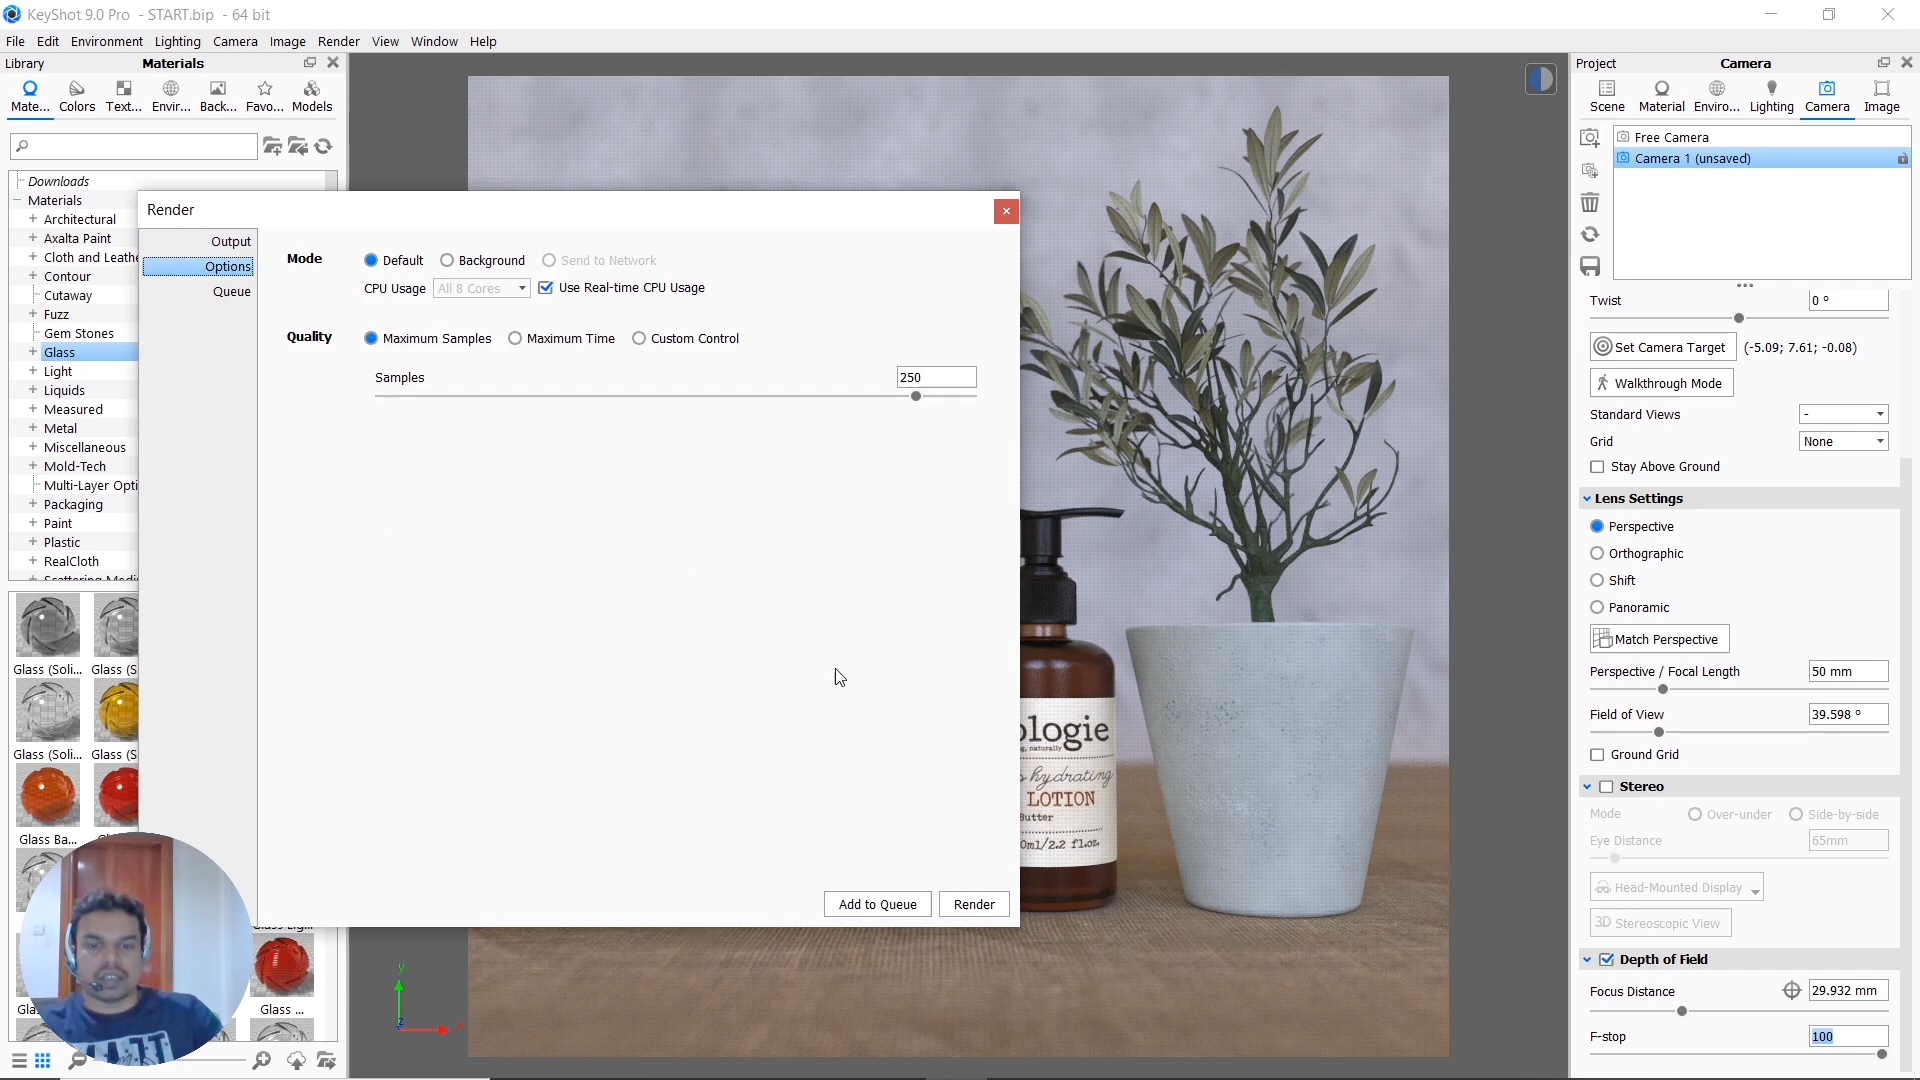 KeyShot 9.0 Pro - START.bip - 64 bit
File Edit Environment Lighting Camera Image Render View Window Help
Library Materials
Mate... Colors Text... Envir... Back... Favo... Models
Downloads
Materials
Architectural
Axalta Paint
Cloth and Leathe
Contour
Cutaway
Fuzz
Gem Stones
Glass
Light
Liquids
Measured
Metal
Miscellaneous
Mold-Tech
Multi-Layer Opti
Packaging
Paint
Plastic
RealCloth
Glass (Soli... Glass (S
Glass (Soli... Glass (S
Glass Ba...
Glass ...
Render
Output
Options
Queue
Mode Default Background Send to Network
CPU Usage All 8 Cores Use Real-time CPU Usage
Quality Maximum Samples Maximum Time Custom Control
Samples 250
Add to Queue Render
ologie
g, naturally
hydrating
LOTION
Butter
0ml/2.2 fl.oz.
y
z
x
Project Camera
Scene Material Enviro... Lighting Camera Image
Free Camera
Camera 1 (unsaved)
Twist 0 °
Set Camera Target (-5.09; 7.61; -0.08)
Walkthrough Mode
Standard Views -
Grid None
Stay Above Ground
Lens Settings
Perspective
Orthographic
Shift
Panoramic
Match Perspective
Perspective / Focal Length 50 mm
Field of View 39.598 °
Ground Grid
Stereo
Mode Over-under Side-by-side
Eye Distance 65mm
Head-Mounted Display
3D Stereoscopic View
Depth of Field
Focus Distance 29.932 mm
F-stop 100